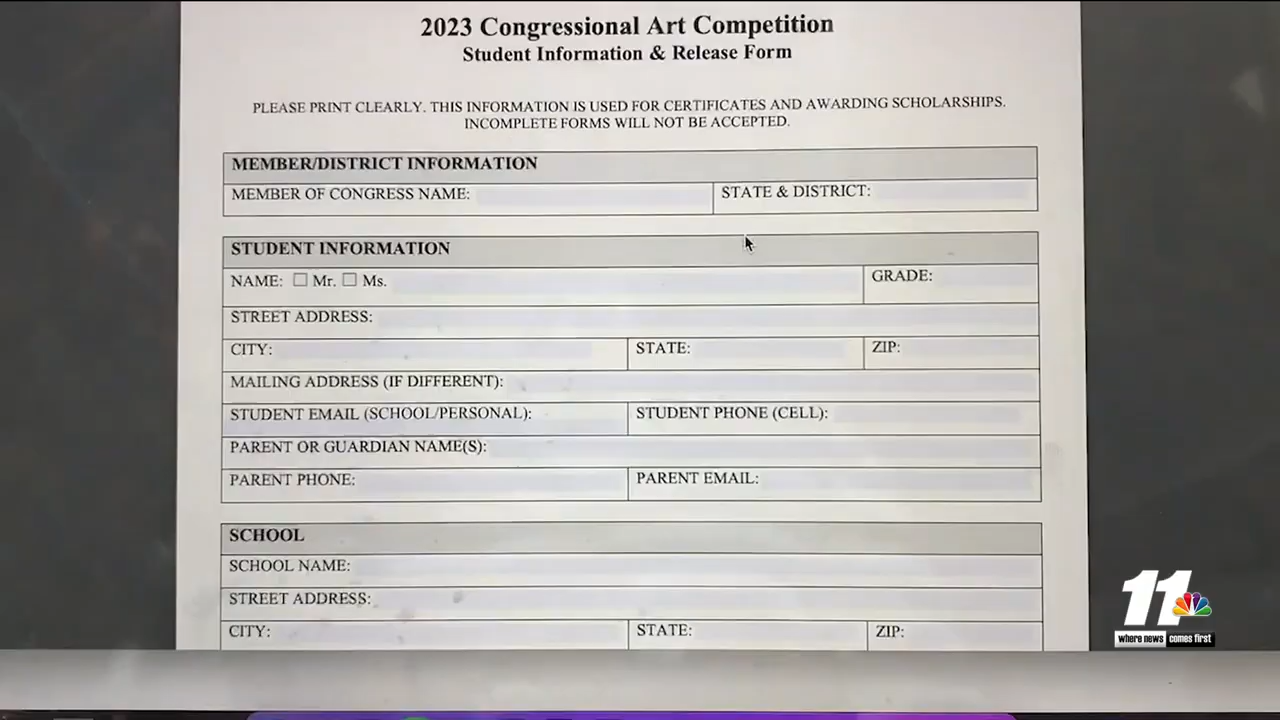 2023 Congressional Art Competition
Student Information & Release Form
PLEASE PRINT CLEARLY. THIS INFORMATION IS USED FOR CERTIFICATES AND AWARDING SCHOLARSHIPS.
INCOMPLETE FORMS WILL NOT BE ACCEPTED.
MEMBER/DISTRICT INFORMATION
MEMBER OF CONGRESS NAME: STATE & DISTRICT:
STUDENT INFORMATION
NAME: ☐ Mr. ☐ Ms. GRADE:
STREET ADDRESS:
CITY: STATE: ZIP:
MAILING ADDRESS (IF DIFFERENT):
STUDENT EMAIL (SCHOOL/PERSONAL): STUDENT PHONE (CELL):
PARENT OR GUARDIAN NAME(S):
PARENT PHONE: PARENT EMAIL:
SCHOOL
SCHOOL NAME:
STREET ADDRESS:
CITY: STATE: ZIP:
11
where news comes first